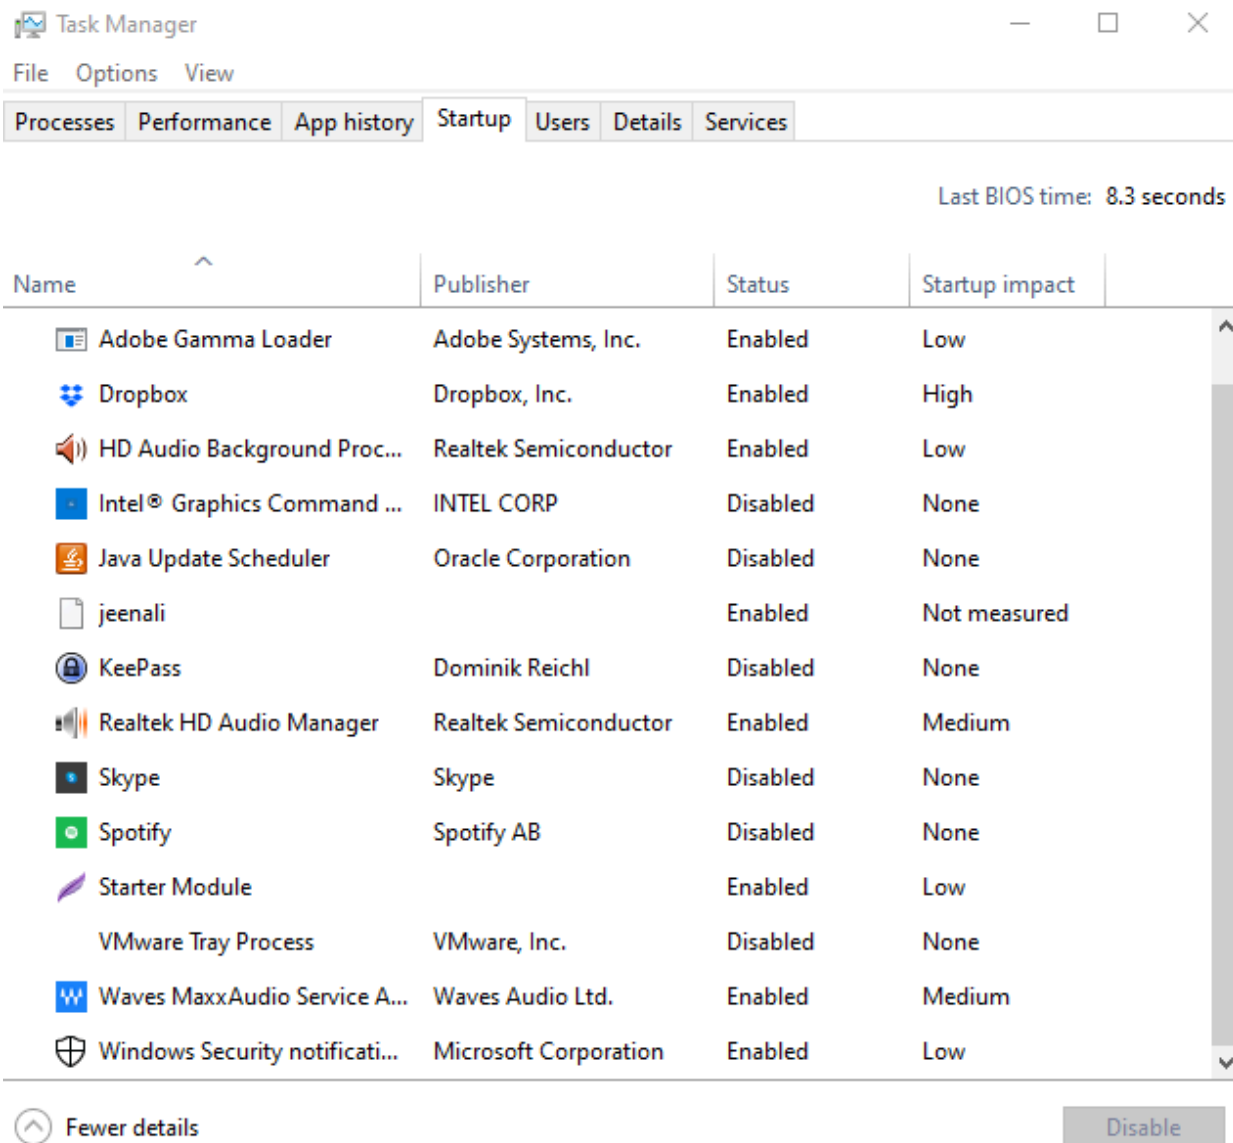 Task Manager
File Options View
Processes Performance App history Startup Users Details Services
Last BIOS time: 8.3 seconds
Name Publisher Status Startup impact
Adobe Gamma Loader Adobe Systems, Inc. Enabled Low
Dropbox Dropbox, Inc. Enabled High
HD Audio Background Proc... Realtek Semiconductor Enabled Low
Intel® Graphics Command ... INTEL CORP Disabled None
Java Update Scheduler Oracle Corporation Disabled None
jeenali Enabled Not measured
KeePass Dominik Reichl Disabled None
Realtek HD Audio Manager Realtek Semiconductor Enabled Medium
Skype Skype Disabled None
Spotify Spotify AB Disabled None
Starter Module Enabled Low
VMware Tray Process VMware, Inc. Disabled None
Waves MaxxAudio Service A... Waves Audio Ltd. Enabled Medium
Windows Security notificati... Microsoft Corporation Enabled Low
Fewer details Disable